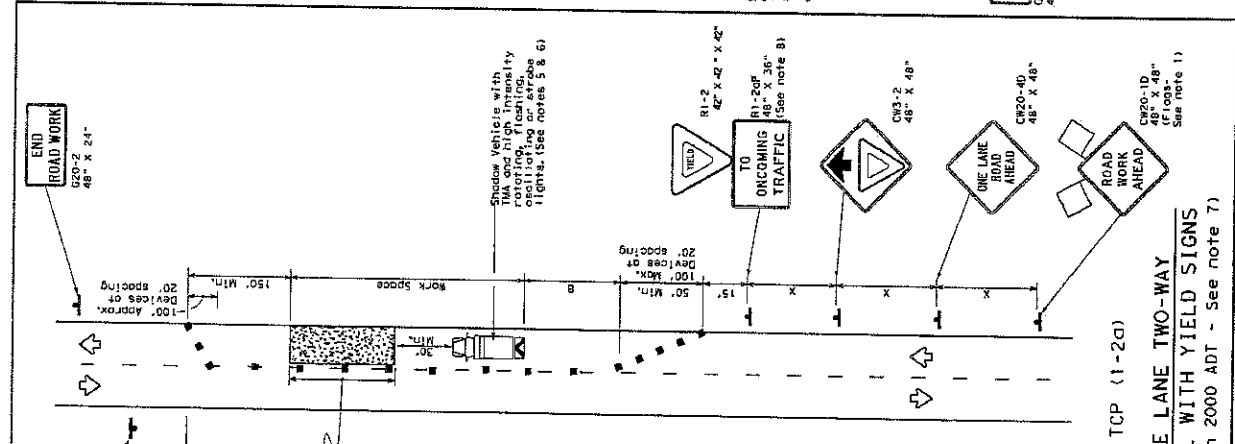 END
ROAD WORK
G20-2
48" X 24"
Shadow Vehicle with
TMA and high intensity
rotating, flashing,
oscillating or strobe
lights. (See notes 5 & 6)
100' Approx.
Devices at
20' spacing
150' Min.
Work Space
30'
Min.
B
50' Min.
100' Max.
Devices at
20' spacing
15'
X
X
X
YIELD
R1-2
42" X 42" X 42"
TO
ONCOMING
TRAFFIC
R1-2aP
48" X 36"
(See note 8)
CW3-2
48" X 48"
ONE LANE
ROAD
AHEAD
CW20-4D
48" X 48"
ROAD
WORK
AHEAD
CW20-1D
48" X 48"
(Flags-
See note 1)
TCP (1-2a)
E LANE TWO-WAY
WITH YIELD SIGNS
2000 ADT - See note 7)